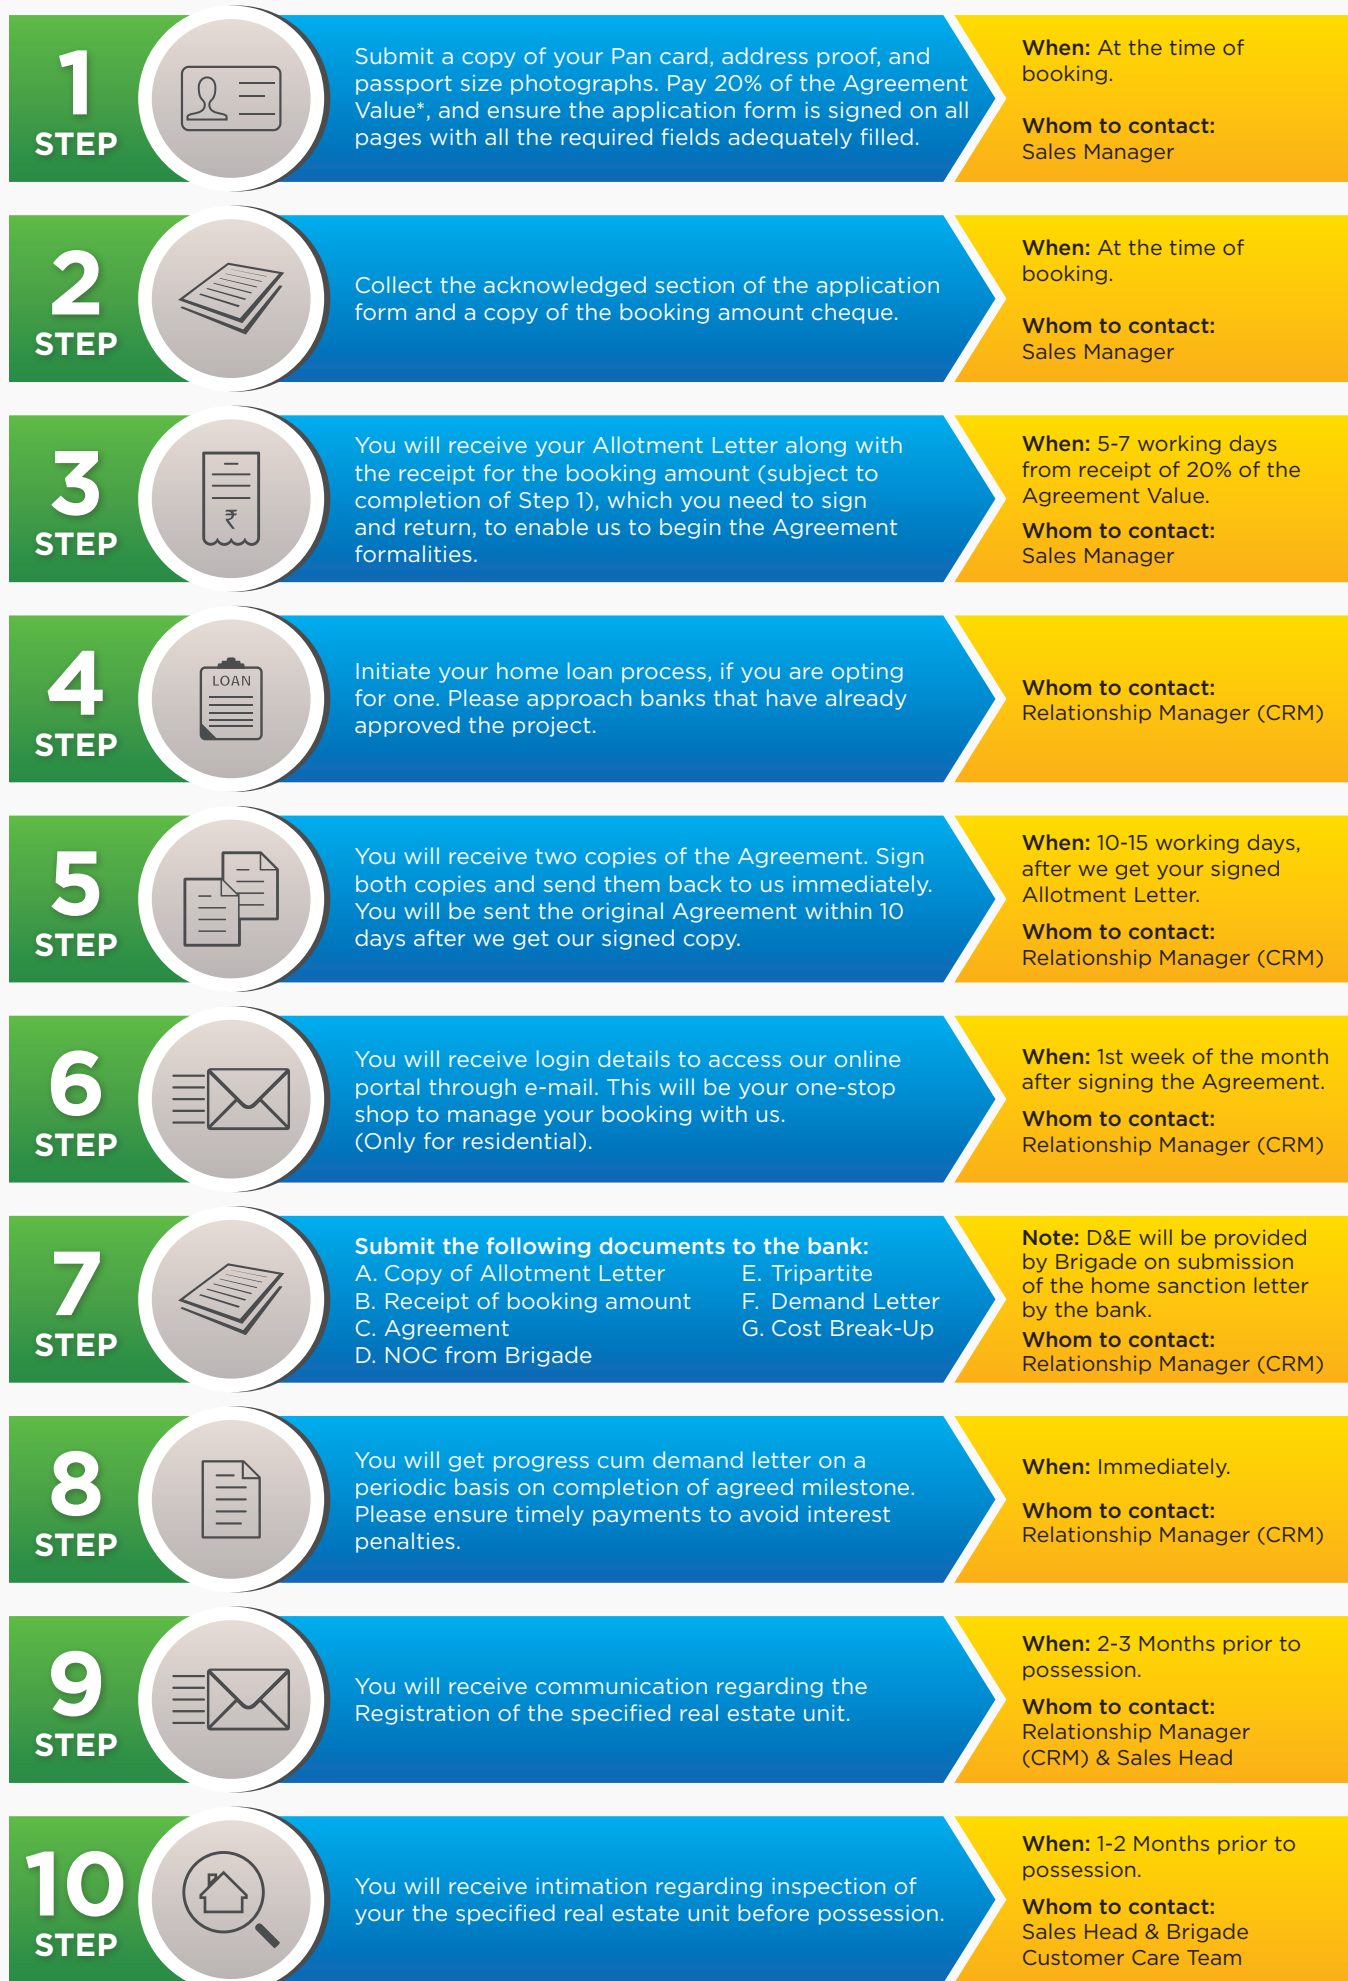 1
STEP
Submit a copy of your Pan card, address proof, and
passport size photographs. Pay 20% of the Agreement
Value*, and ensure the application form is signed on all
pages with all the required fields adequately filled.
When: At the time of
booking.
Whom to contact:
Sales Manager
2
STEP
Collect the acknowledged section of the application
form and a copy of the booking amount cheque.
When: At the time of
booking.
Whom to contact:
Sales Manager
3
STEP
₹
You will receive your Allotment Letter along with
the receipt for the booking amount (subject to
completion of Step 1), which you need to sign
and return, to enable us to begin the Agreement
formalities.
When: 5-7 working days
from receipt of 20% of the
Agreement Value.
Whom to contact:
Sales Manager
4
STEP
LOAN
Initiate your home loan process, if you are opting
for one. Please approach banks that have already
approved the project.
Whom to contact:
Relationship Manager (CRM)
5
STEP
You will receive two copies of the Agreement. Sign
both copies and send them back to us immediately.
You will be sent the original Agreement within 10
days after we get our signed copy.
When: 10-15 working days,
after we get your signed
Allotment Letter.
Whom to contact:
Relationship Manager (CRM)
6
STEP
You will receive login details to access our online
portal through e-mail. This will be your one-stop
shop to manage your booking with us.
(Only for residential).
When: 1st week of the month
after signing the Agreement.
Whom to contact:
Relationship Manager (CRM)
7
STEP
Submit the following documents to the bank:
A. Copy of Allotment Letter
B. Receipt of booking amount
C. Agreement
D. NOC from Brigade
E. Tripartite
F. Demand Letter
G. Cost Break-Up
Note: D&E will be provided
by Brigade on submission
of the home sanction letter
by the bank.
Whom to contact:
Relationship Manager (CRM)
8
STEP
You will get progress cum demand letter on a
periodic basis on completion of agreed milestone.
Please ensure timely payments to avoid interest
penalties.
When: Immediately.
Whom to contact:
Relationship Manager (CRM)
9
STEP
You will receive communication regarding the
Registration of the specified real estate unit.
When: 2-3 Months prior to
possession.
Whom to contact:
Relationship Manager
(CRM) & Sales Head
10
STEP
You will receive intimation regarding inspection of
your the specified real estate unit before possession.
When: 1-2 Months prior to
possession.
Whom to contact:
Sales Head & Brigade
Customer Care Team